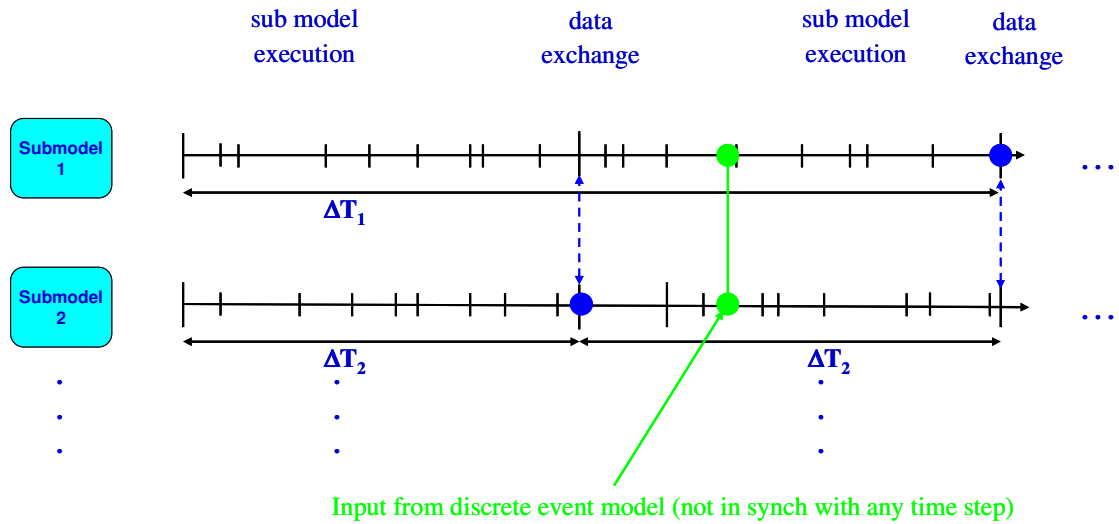 sub model
execution
data
exchange
sub model
execution
data
exchange
Submodel
1
...
ΔT₁
Submodel
2
...
ΔT₂
ΔT₂
Input from discrete event model (not in synch with any time step)